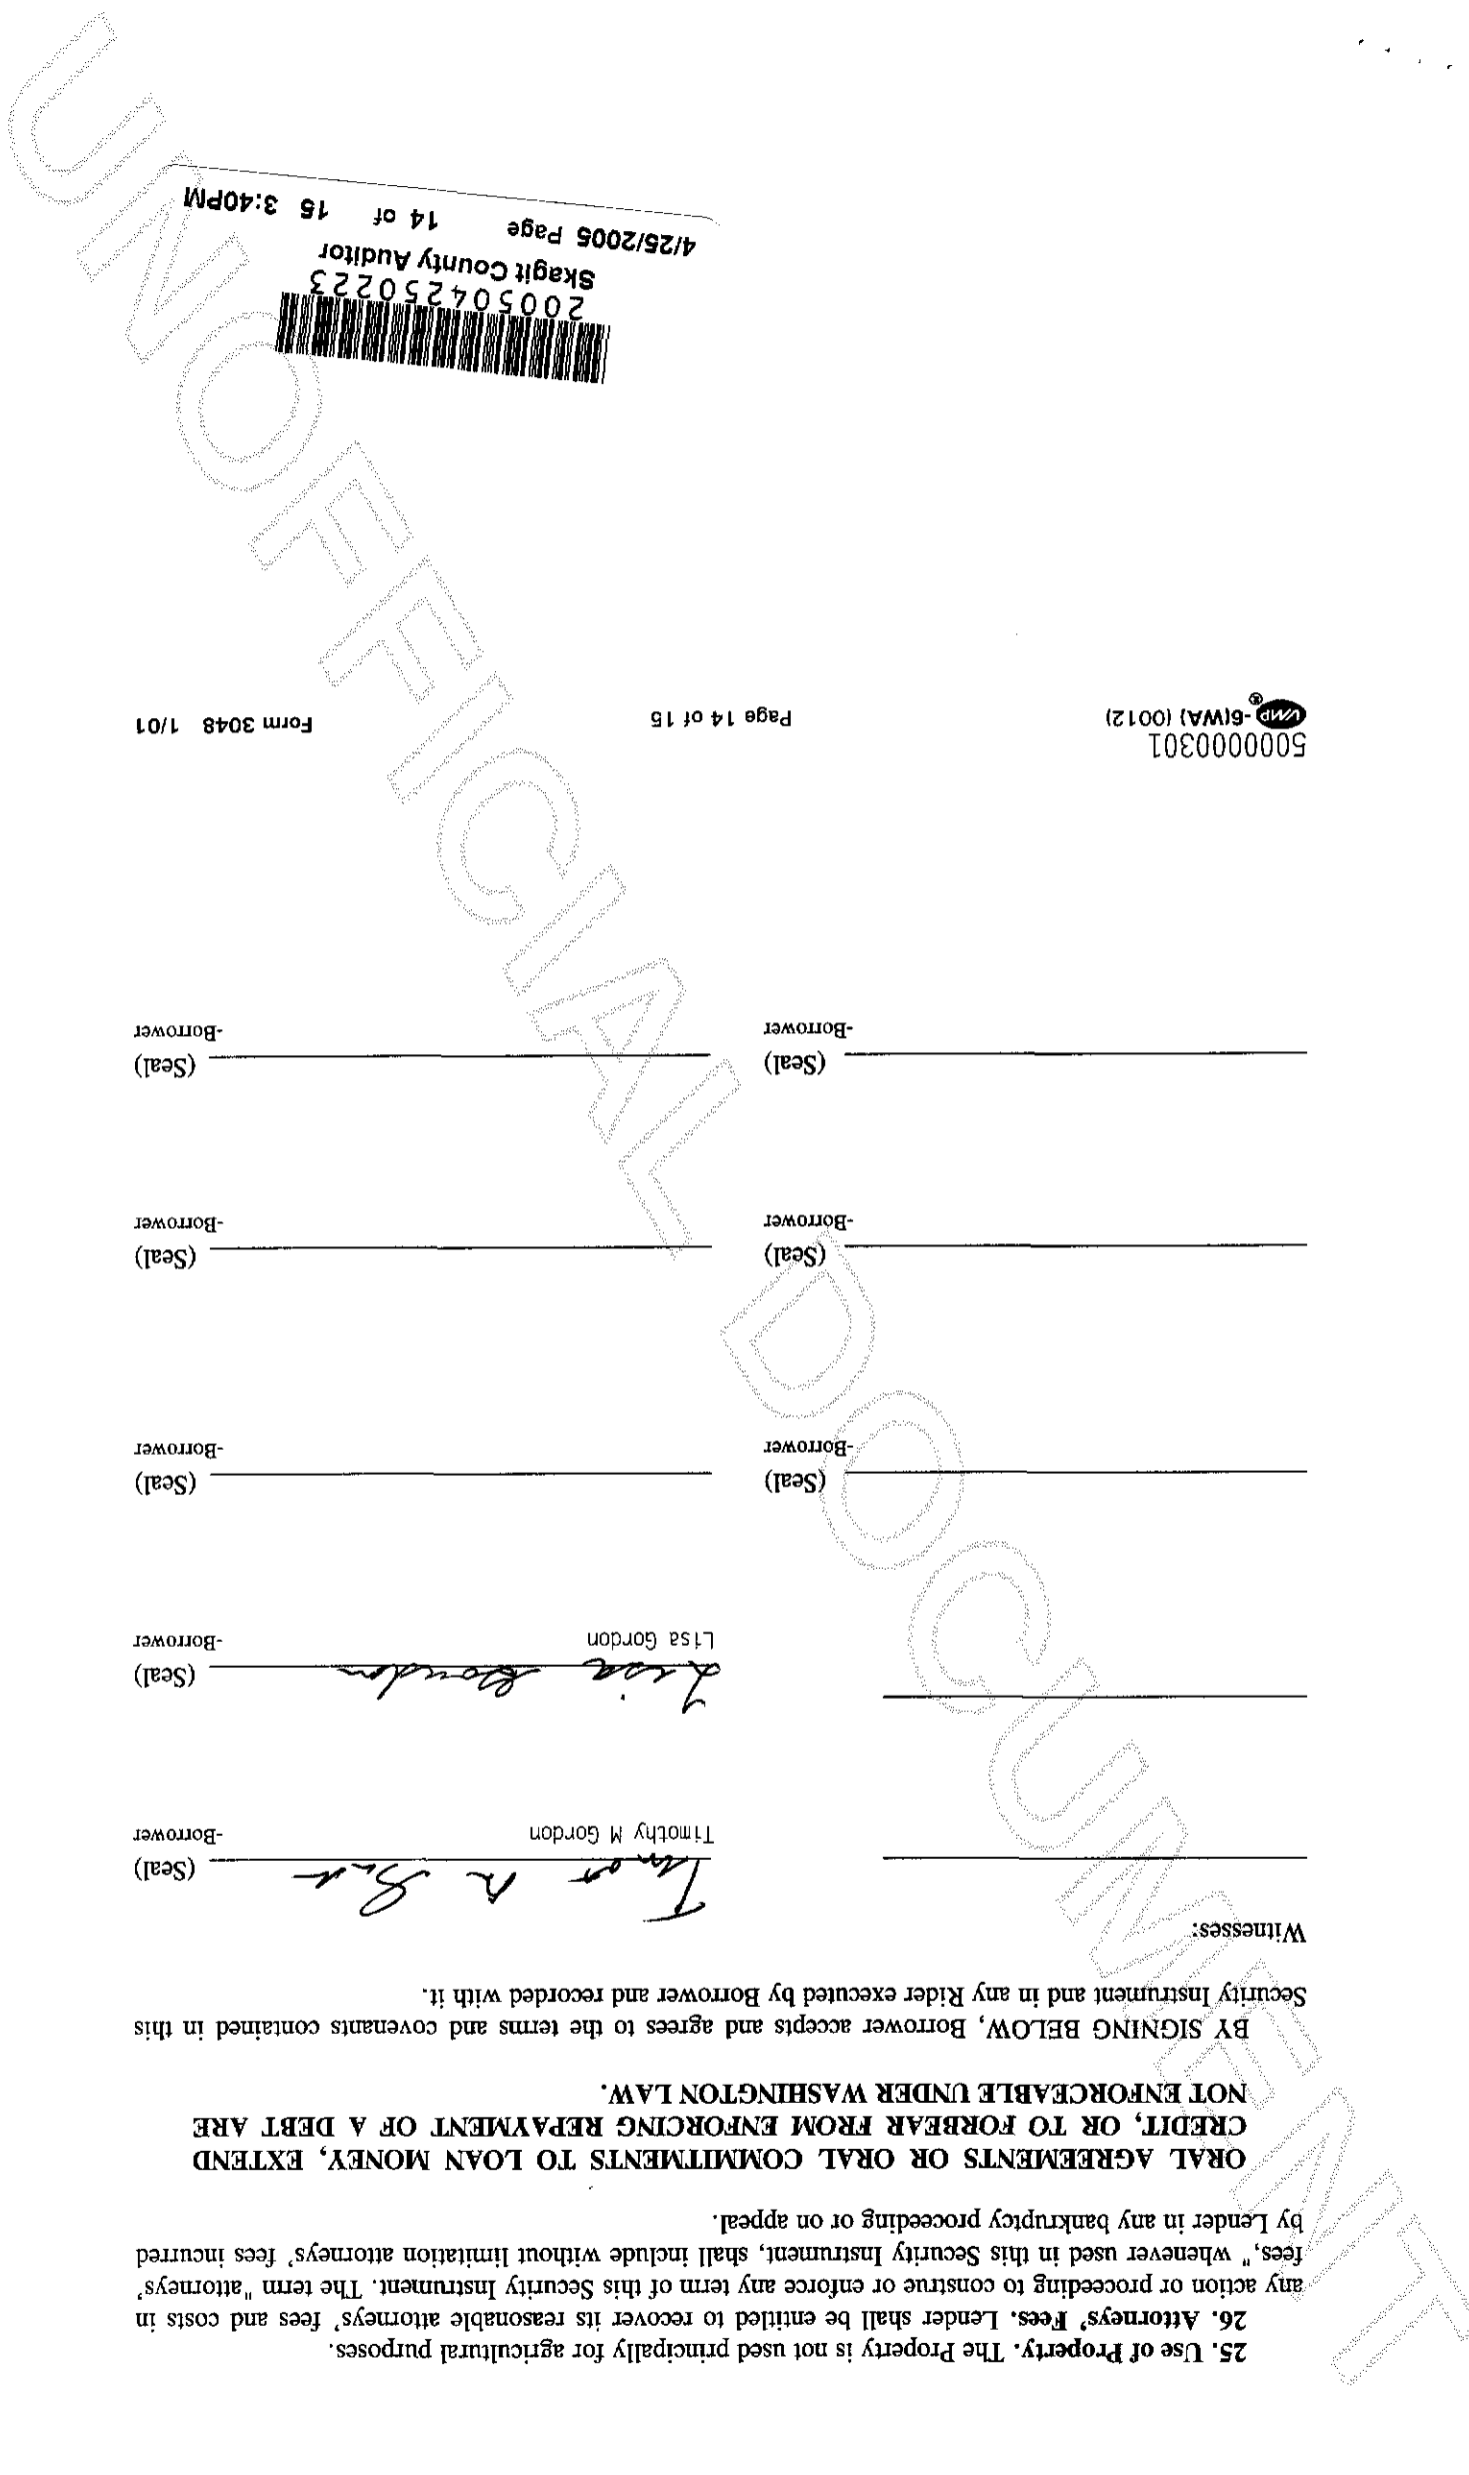 25. Use of Property. The Property is not used principally for agricultural purposes.
26. Attorneys' Fees. Lender shall be entitled to recover its reasonable attorneys' fees and costs in
any action or proceeding to construe or enforce any term of this Security Instrument. The term "attorneys'
fees," whenever used in this Security Instrument, shall include without limitation attorneys' fees incurred
by Lender in any bankruptcy proceeding or on appeal.
ORAL AGREEMENTS OR ORAL COMMITMENTS TO LOAN MONEY, EXTEND
CREDIT, OR TO FORBEAR FROM ENFORCING REPAYMENT OF A DEBT ARE
NOT ENFORCEABLE UNDER WASHINGTON LAW.
BY SIGNING BELOW, Borrower accepts and agrees to the terms and covenants contained in this
Security Instrument and in any Rider executed by Borrower and recorded with it.
Witnesses:
(Seal)
Timothy M Gordon -Borrower
Lisa Gordon (Seal)
Lisa Gordon -Borrower
(Seal) (Seal)
-Borrower -Borrower
(Seal) (Seal)
-Borrower -Borrower
(Seal) (Seal)
-Borrower -Borrower
5000000301
VMP®-6(WA) (0012) Page 14 of 15 Form 3048 1/01
200504250223
Skagit County Auditor
4/25/2005 Page 14 of 15 3:40PM
UNOFFICIAL DOCUMENT